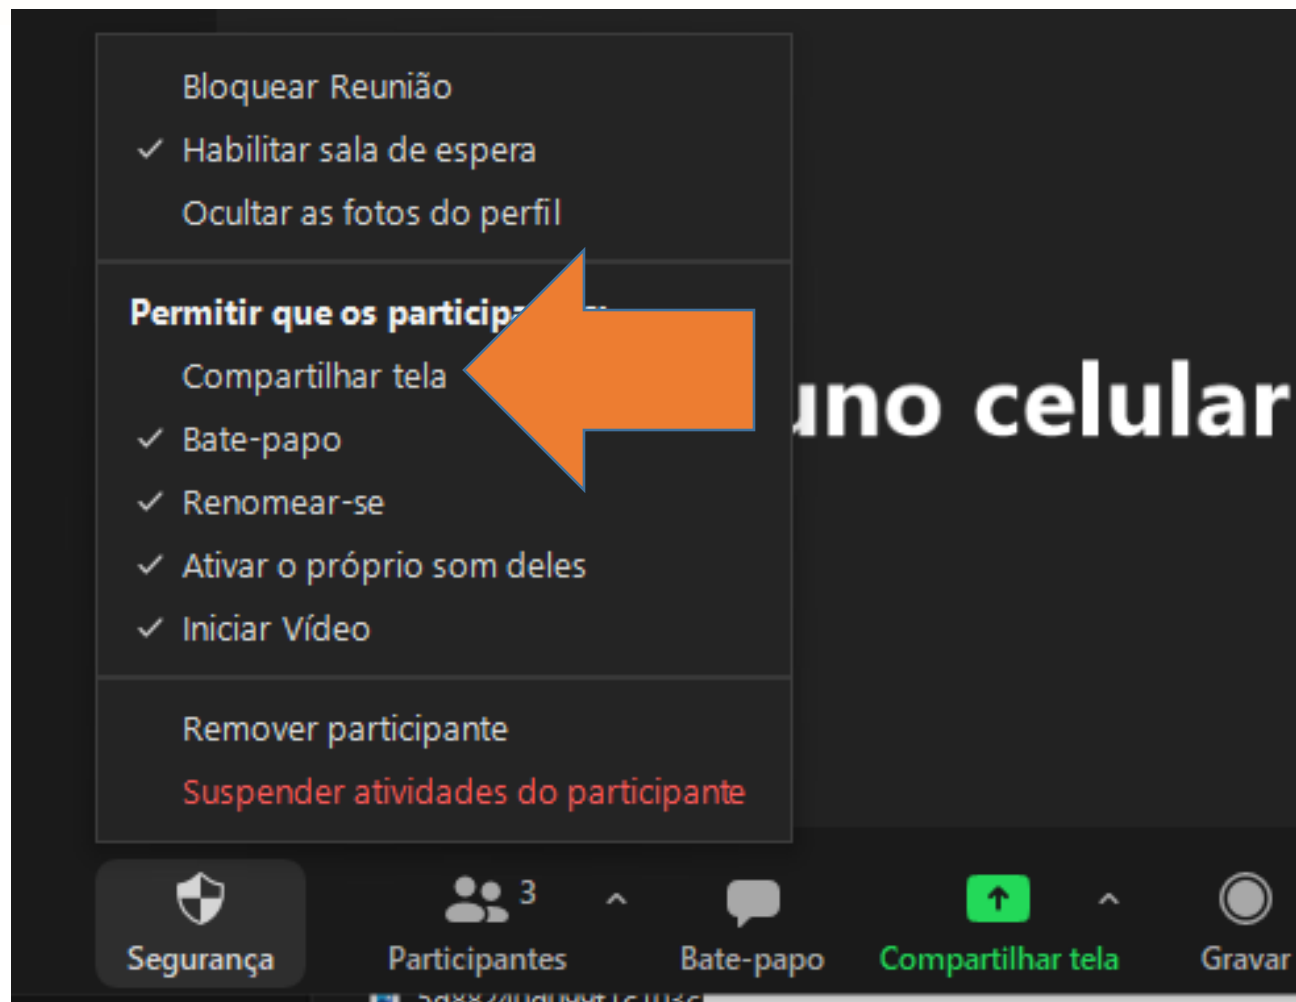 Bloquear Reunião
Habilitar sala de espera
Ocultar as fotos do perfil
Permitir que os
Compartilhar tela
Bate-papo
Renomear-se
Ativar o próprio som deles
Iniciar Vídeo
Remover participante
Suspender atividades do participante
celular
3
Segurança
Participantes
Bate-papo
Compartilhar tela
Gravar